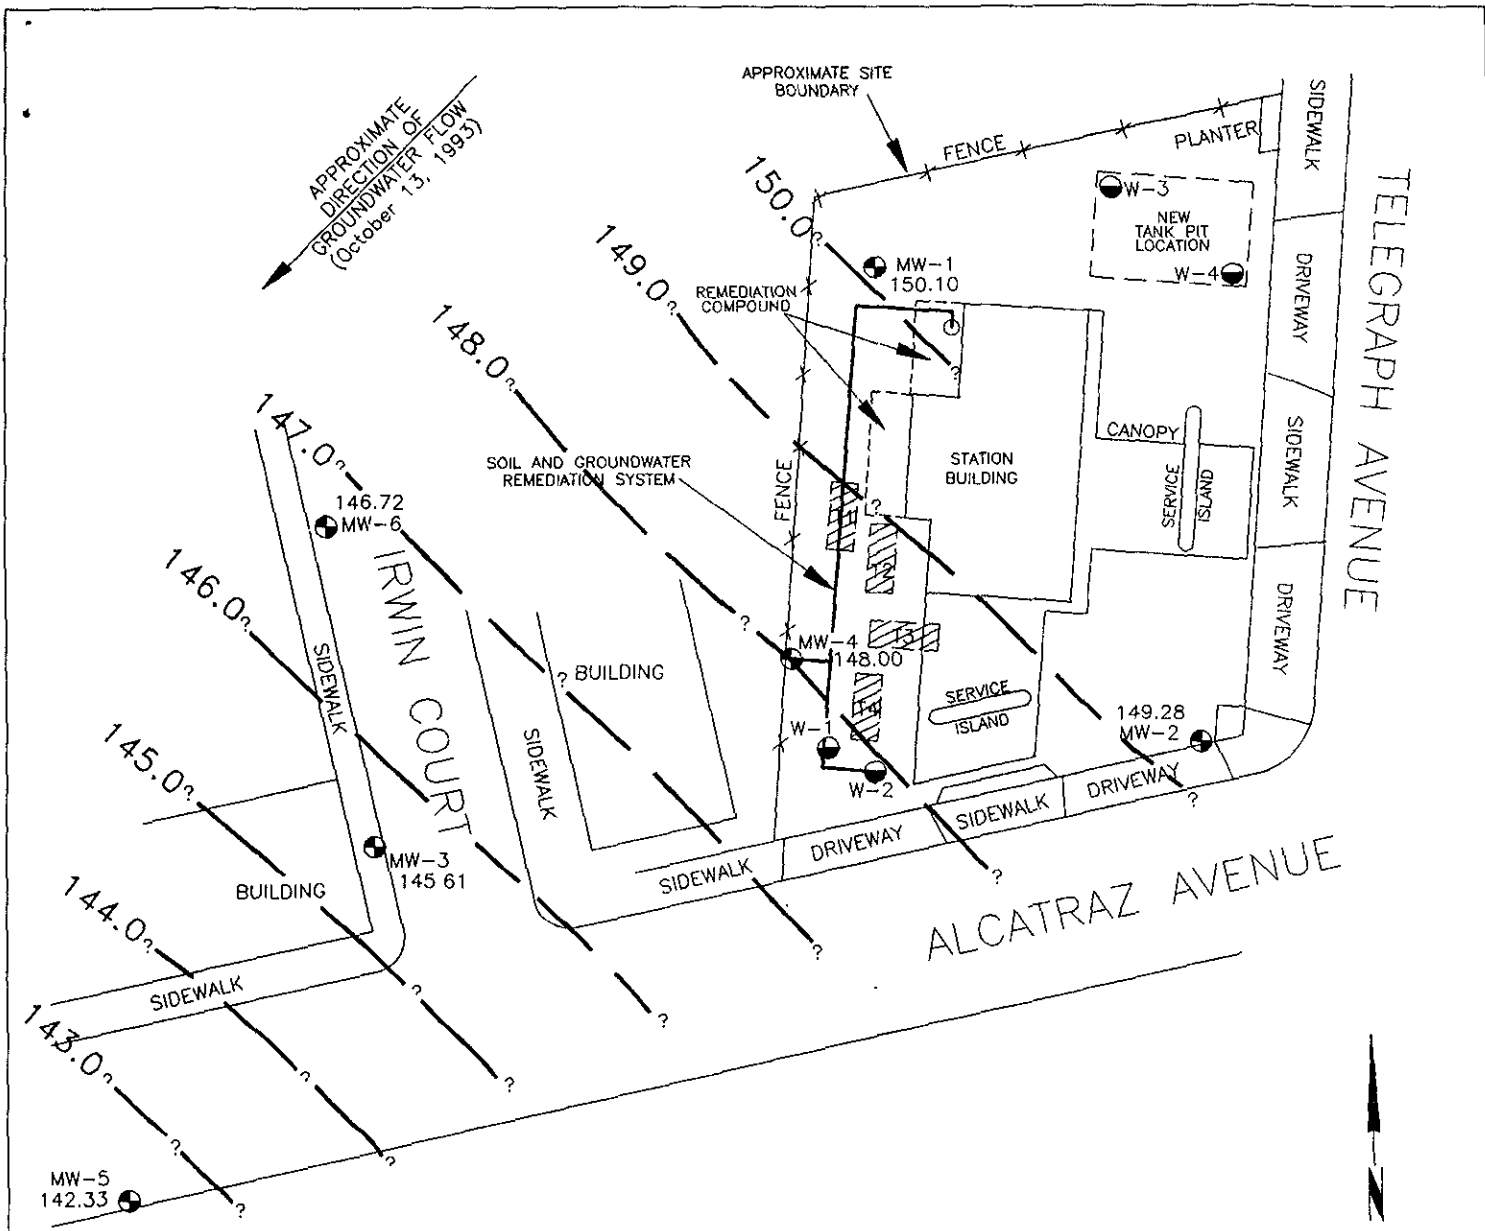 APPROXIMATE
DIRECTION OF
GROUNDWATER FLOW
(October 13, 1993)
APPROXIMATE SITE
BOUNDARY
FENCE
PLANTER
SIDEWALK
TELEGRAPH AVENUE
W-3
NEW
TANK PIT
LOCATION
W-4
DRIVEWAY
150.0?
MW-1
150.10
149.0?
REMEDIATION
COMPOUND
?
148.0?
147.0?
SOIL AND GROUNDWATER
REMEDIATION SYSTEM
FENCE
STATION
BUILDING
CANOPY
SERVICE
ISLAND
SIDEWALK
146.72
MW-6
?
T2
146.0?
IRWIN COURT
SIDEWALK
DRIVEWAY
?
MW-4
148.00
T3
?
BUILDING
SERVICE
ISLAND
T4
W-1
W-2
149.28
MW-2
?
145.0?
SIDEWALK
DRIVEWAY
SIDEWALK
DRIVEWAY
SIDEWALK
?
MW-3
145 61
BUILDING
ALCATRAZ AVENUE
144.0?
?
SIDEWALK
?
?
143.0?
?
?
?
?
?
MW-5
142.33
N